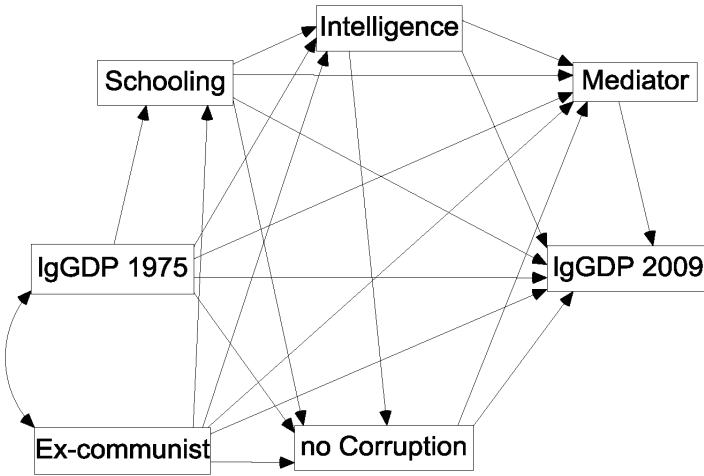 Intelligence
Schooling
Mediator
lgGDP 1975
lgGDP 2009
Ex-communist
no Corruption